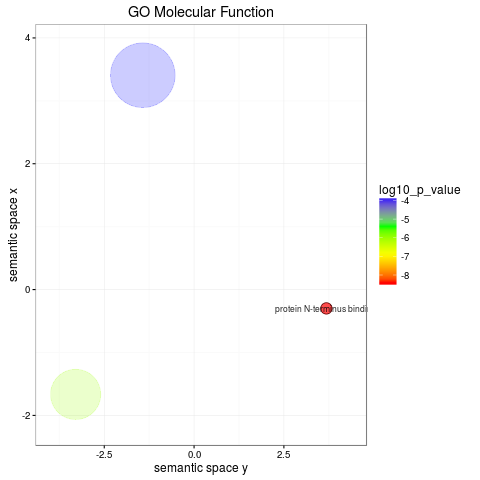 GO Molecular Function
4
2
0
-2
semantic space x
protein N-terminus bindi
-2.5
0.0
2.5
semantic space y
log10_p_value
-4
-5
-6
-7
-8